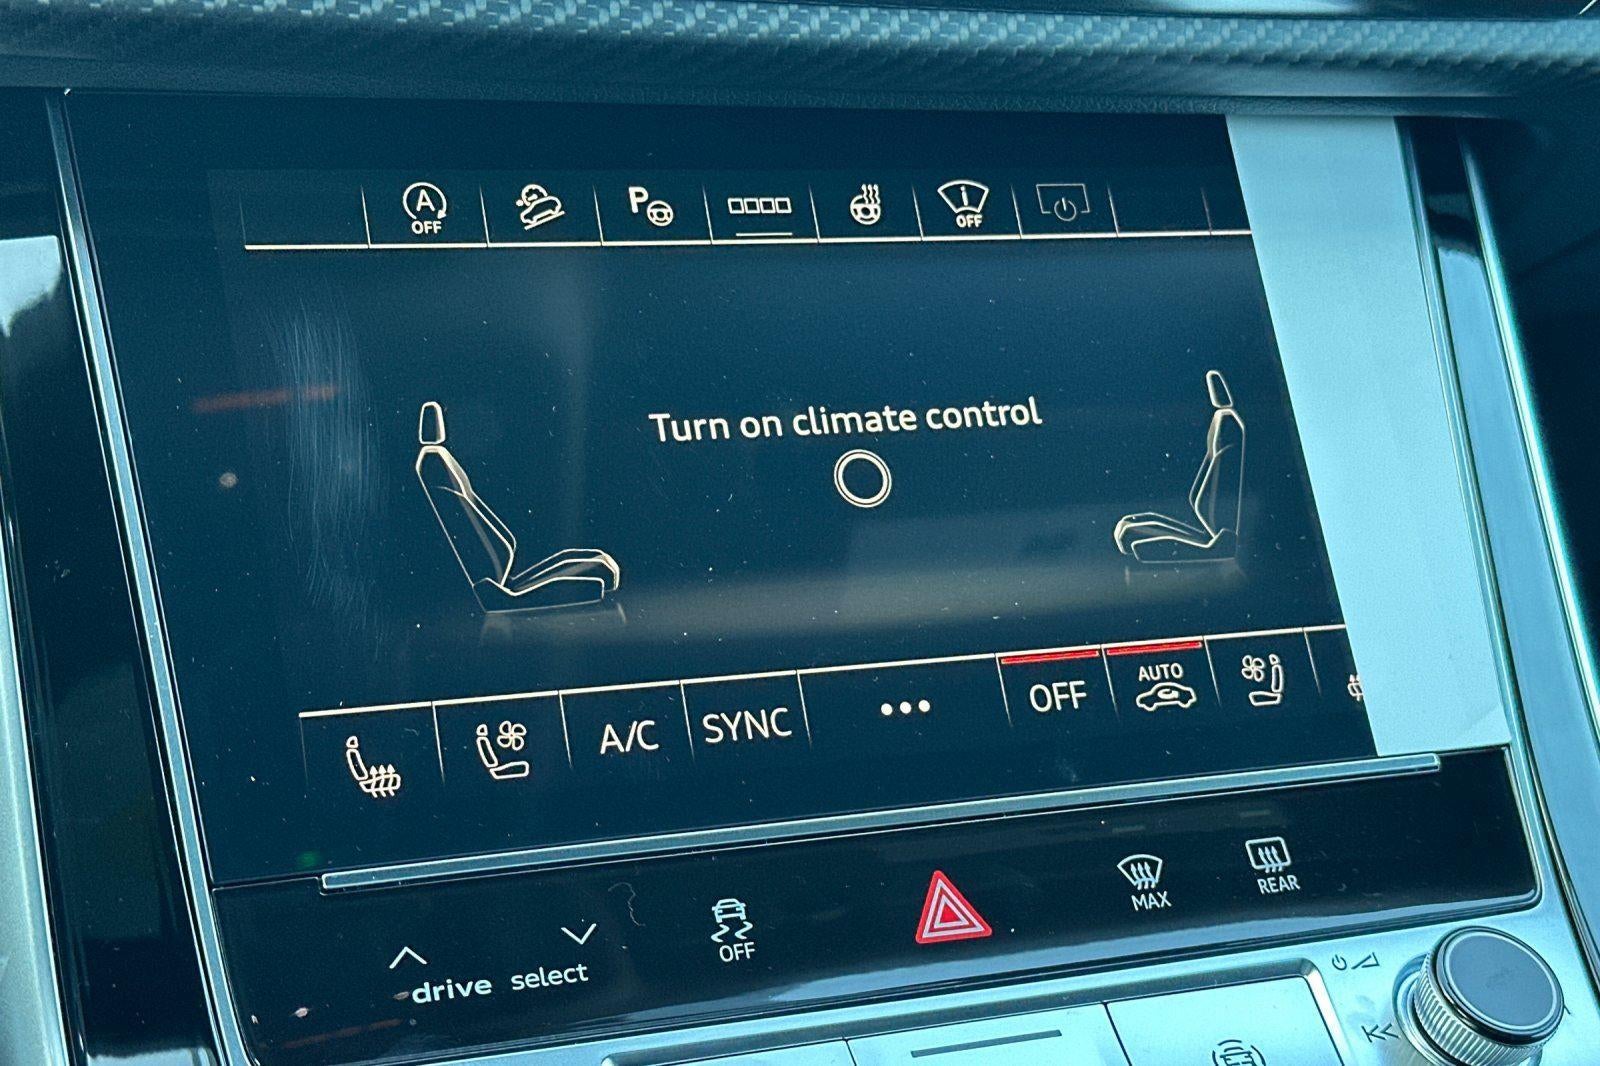 A
OFF
P
i
OFF
Turn on climate control
A/C
SYNC
•••
OFF
AUTO
drive select
OFF
MAX
REAR